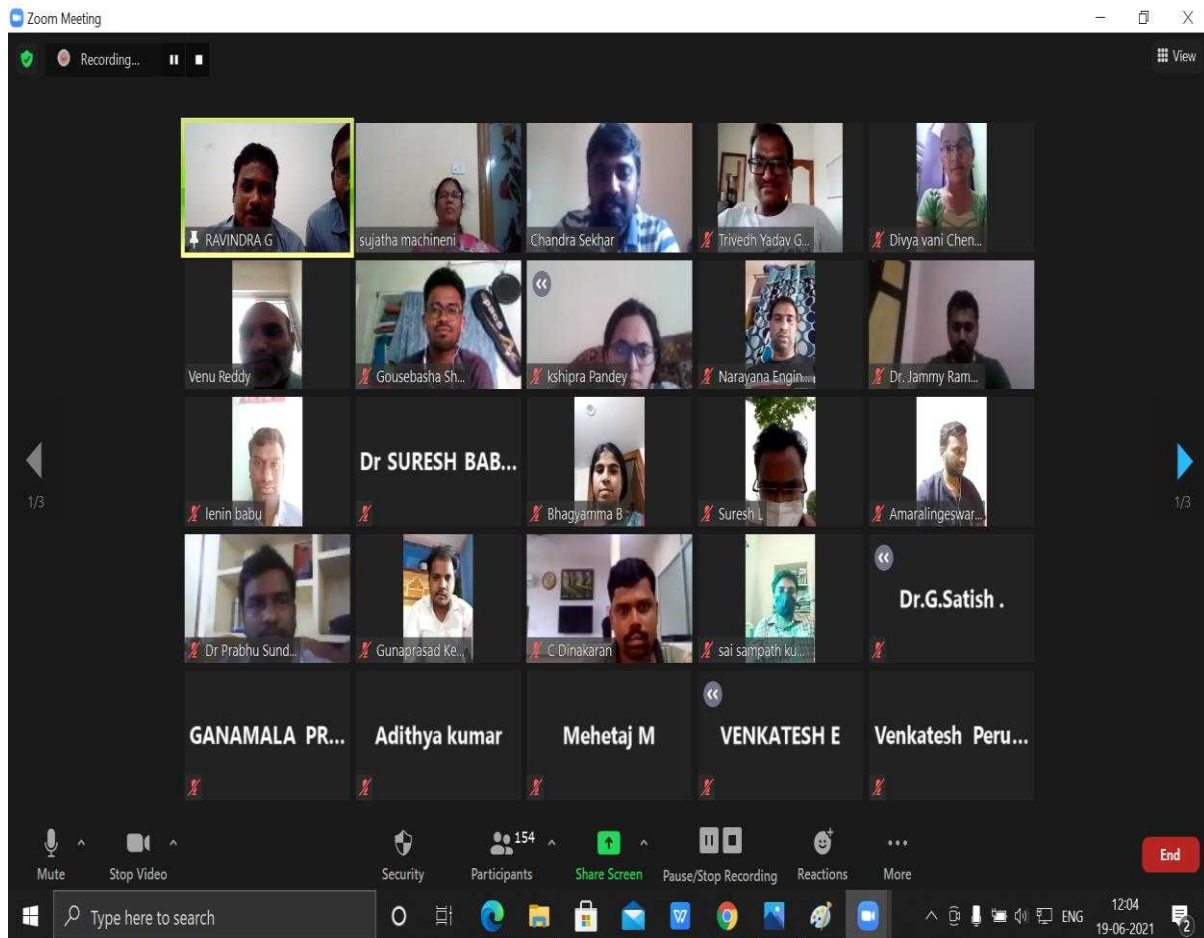 Zoom Meeting
Recording...
View
RAVINDRA G
sujatha machineni
Chandra Sekhar
Trivedh Yadav G...
Divya vani Chen...
Venu Reddy
Gousebasha Sh...
kshipra Pandey
Narayana Engin...
Dr. Jammy Ram...
lenin babu
Dr SURESH BAB...
Bhagyamma B
Suresh L
Amaralingeswar...
1/3
1/3
Dr Prabhu Sund...
Gunaprasad Ke...
C Dinakaran
sai sampath ku...
Dr.G.Satish .
GANAMALA PR...
Adithya kumar
Mehetaj M
VENKATESH E
Venkatesh Peru...
154
Mute
Stop Video
Security
Participants
Share Screen
Pause/Stop Recording
Reactions
More
End
Type here to search
ENG
12:04
19-06-2021
2